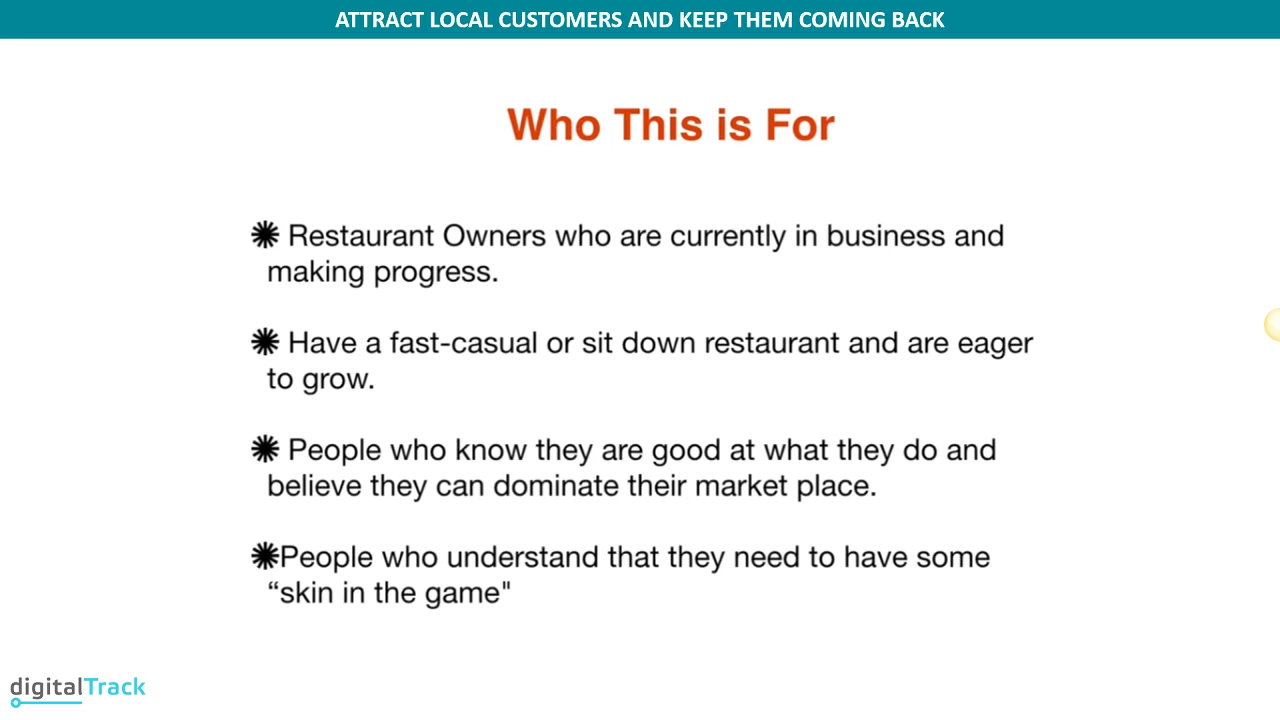 ATTRACT LOCAL CUSTOMERS AND KEEP THEM COMING BACK
Who This is For
✷ Restaurant Owners who are currently in business and
making progress.
✷ Have a fast-casual or sit down restaurant and are eager
to grow.
✷ People who know they are good at what they do and
believe they can dominate their market place.
✷People who understand that they need to have some
“skin in the game"
digitalTrack